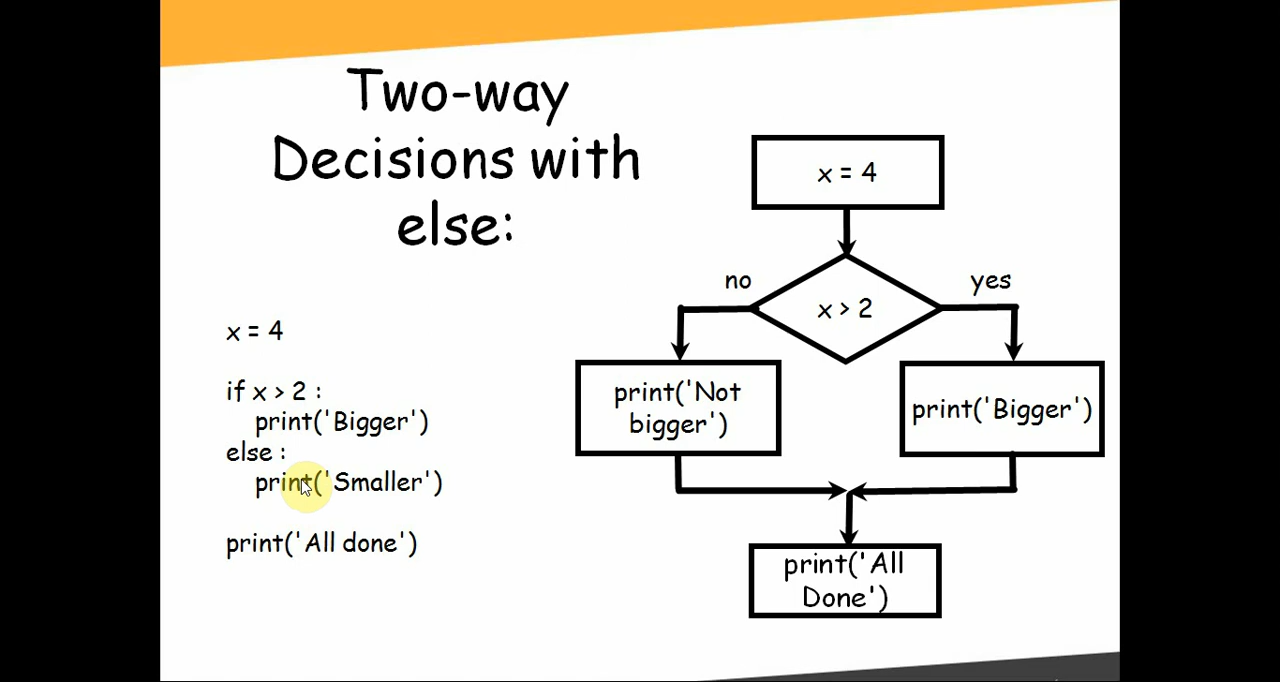 Two-way
Decisions with
else:
x = 4
if x > 2 :
print('Bigger')
else :
print('Smaller')
print('All done')
x = 4
no
yes
x > 2
print('Not
bigger')
print('Bigger')
print('All
Done')